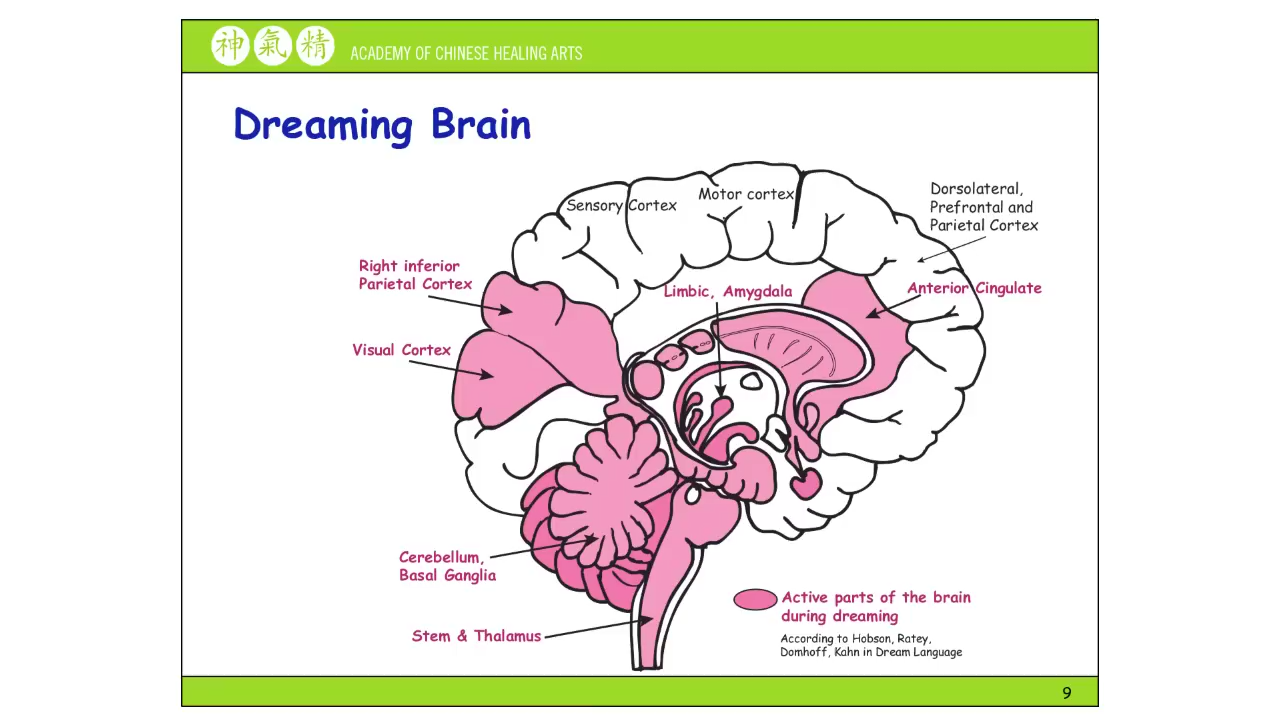 神 氣 精
ACADEMY OF CHINESE HEALING ARTS
Dreaming Brain
Sensory Cortex
Motor cortex
Dorsolateral,
Prefrontal and
Parietal Cortex
Right inferior
Parietal Cortex
Limbic, Amygdala
Anterior Cingulate
Visual Cortex
Cerebellum,
Basal Ganglia
Stem & Thalamus
Active parts of the brain
during dreaming
According to Hobson, Ratey,
Domhoff, Kahn in Dream Language
9